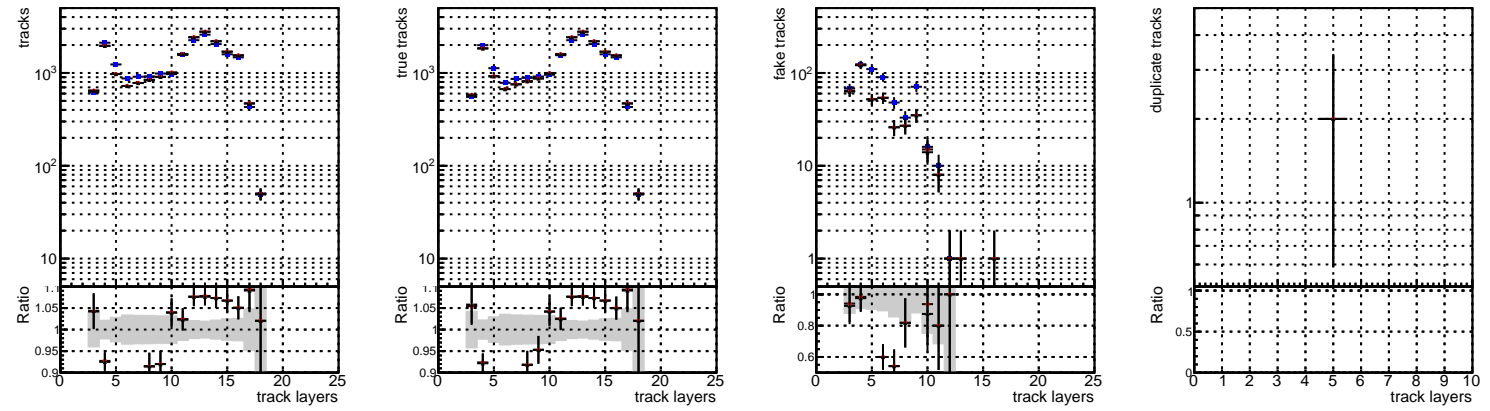 tracks
10³
10²
10
Ratio
1.1
1.05
1
0.95
0.9
0 5 10 15 20 25
track layers
true tracks
10³
10²
10
Ratio
1.1
1.05
1
0.95
0.9
0 5 10 15 20 25
track layers
fake tracks
10²
10
1
Ratio
1
0.8
0.6
0 5 10 15 20 25
track layers
duplicate tracks
1
Ratio
1
0.5
0
0 1 2 3 4 5 6 7 8 9 10
track layers